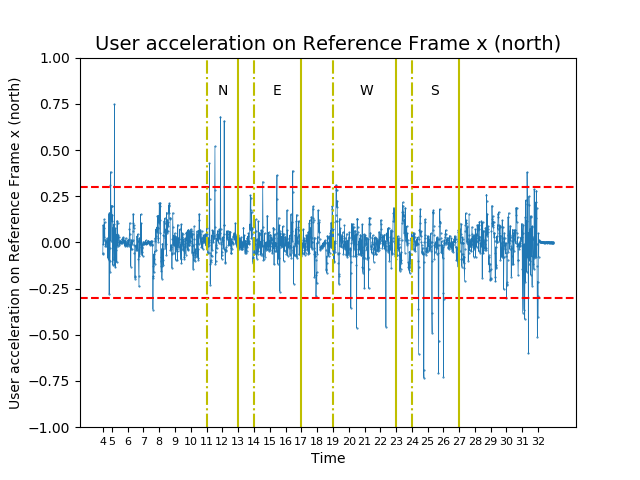 User acceleration on Reference Frame x (north)
User acceleration on Reference Frame x (north)
1.00
0.75
0.50
0.25
0.00
−0.25
−0.50
−0.75
−1.00
N E W S
4 5 6 7 8 9 10 11 12 13 14 15 16 17 18 19 20 21 22 23 24 25 26 27 28 29 30 31 32
Time